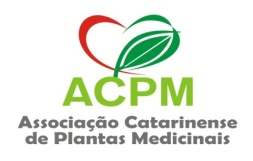 ACPM
Associação Catarinense
de Plantas Medicinais